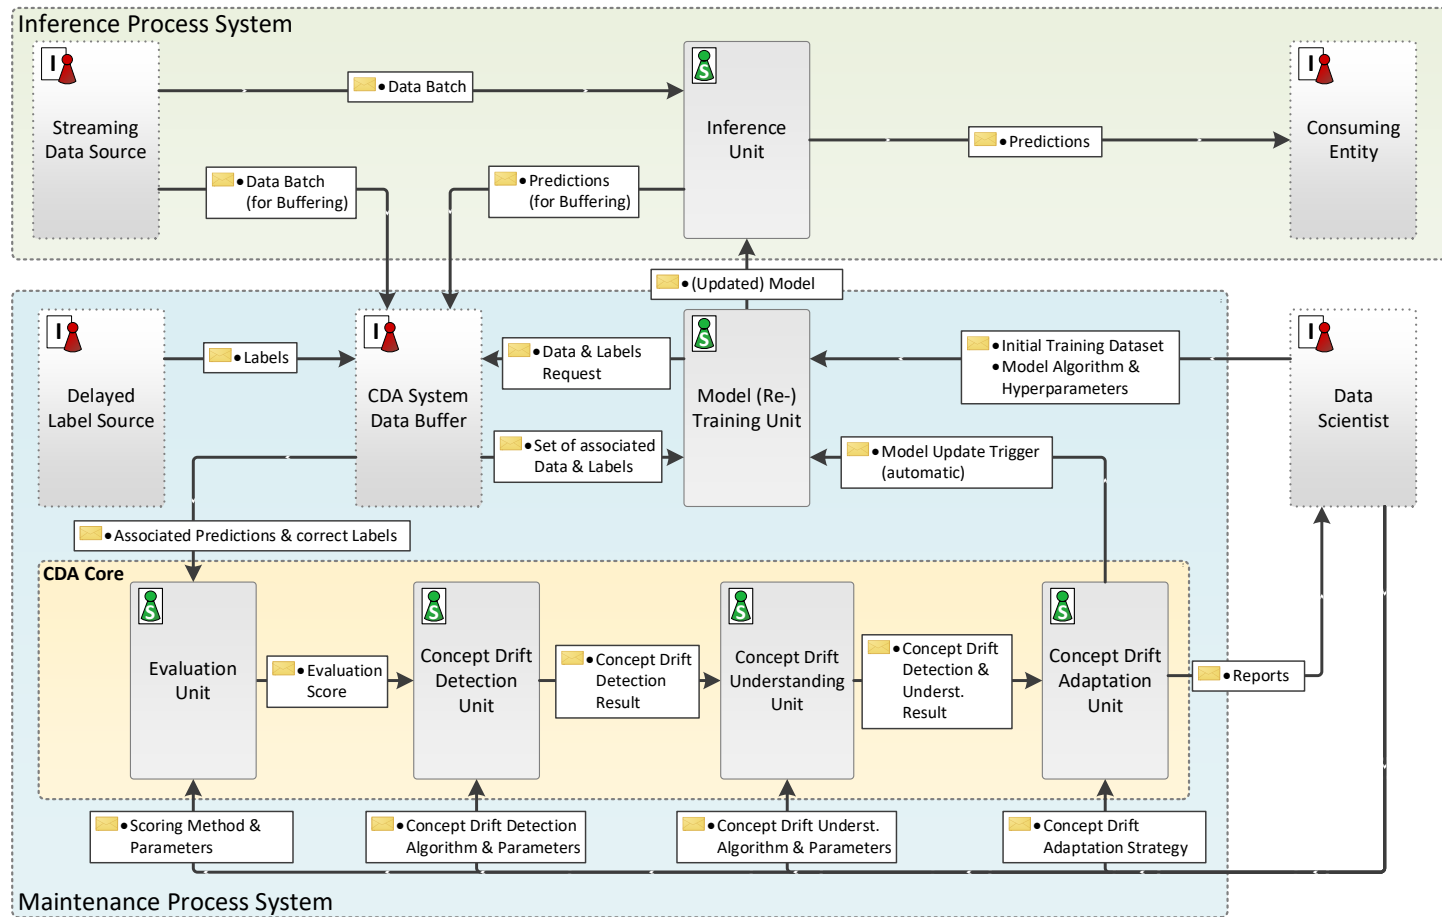 Inference Process System
I
S
I
Streaming
Data Source
• Data Batch
Inference
Unit
• Predictions
Consuming
Entity
• Data Batch
(for Buffering)
• Predictions
(for Buffering)
• (Updated) Model
I
I
S
I
Delayed
Label Source
• Labels
CDA System
Data Buffer
• Data & Labels
Request
Model (Re-)
Training Unit
• Initial Training Dataset
• Model Algorithm &
Hyperparameters
Data
Scientist
• Set of associated
Data & Labels
• Model Update Trigger
(automatic)
• Associated Predictions & correct Labels
CDA Core
S
S
S
S
Evaluation
Unit
• Evaluation
Score
Concept Drift
Detection
Unit
• Concept Drift
Detection
Result
Concept Drift
Understanding
Unit
• Concept Drift
Detection &
Underst.
Result
Concept Drift
Adaptation
Unit
• Reports
• Scoring Method &
Parameters
• Concept Drift Detection
Algorithm & Parameters
• Concept Drift Underst.
Algorithm & Parameters
• Concept Drift
Adaptation Strategy
Maintenance Process System